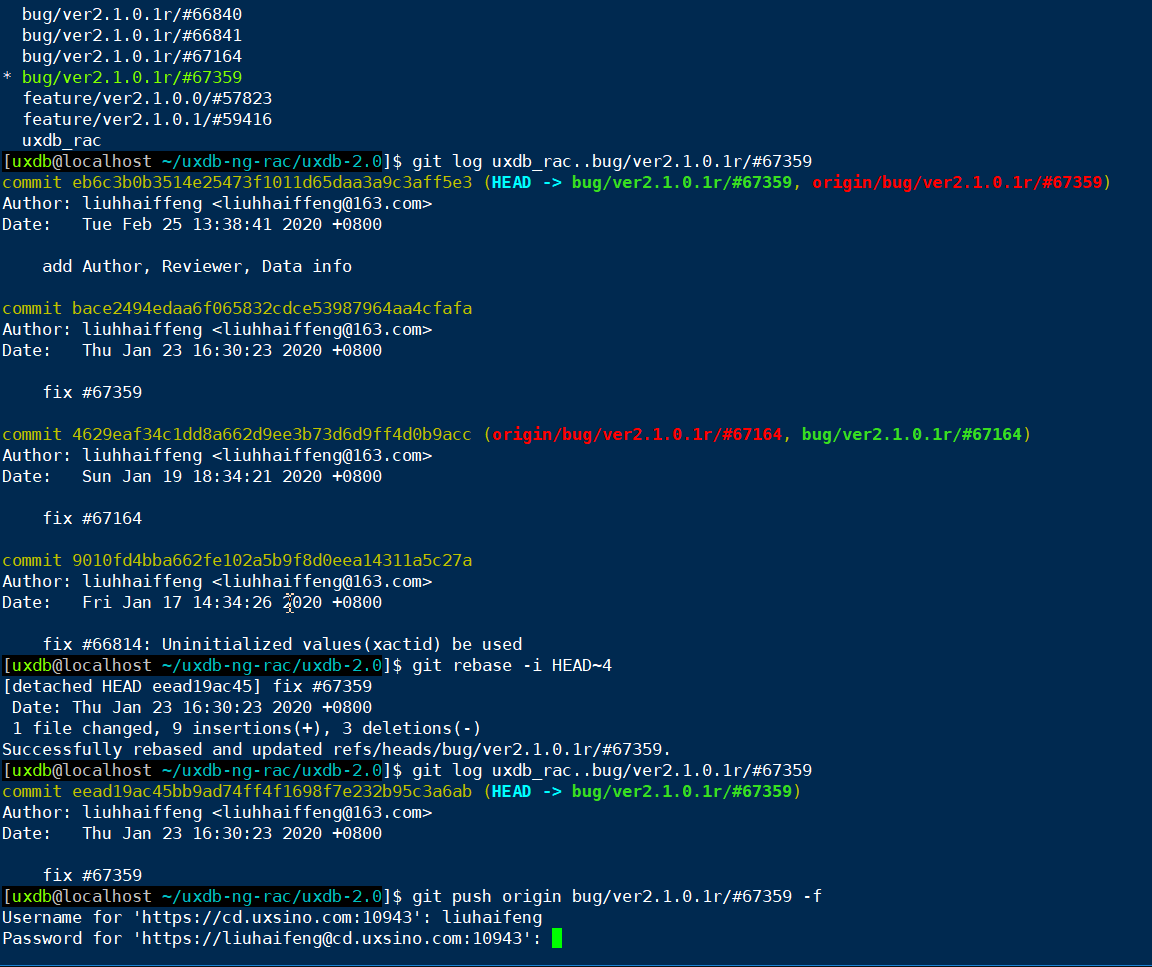 bug/ver2.1.0.1r/#66840
bug/ver2.1.0.1r/#66841
bug/ver2.1.0.1r/#67164
* bug/ver2.1.0.1r/#67359
feature/ver2.1.0.0/#57823
feature/ver2.1.0.1/#59416
uxdb_rac
[uxdb@localhost ~/uxdb-ng-rac/uxdb-2.0]$ git log uxdb_rac..bug/ver2.1.0.1r/#67359
commit eb6c3b0b3514e25473f1011d65daa3a9c3aff5e3 (HEAD -> bug/ver2.1.0.1r/#67359, origin/bug/ver2.1.0.1r/#67359)
Author: liuhhaiffeng <liuhhaiffeng@163.com>
Date:   Tue Feb 25 13:38:41 2020 +0800
add Author, Reviewer, Data info
commit bace2494edaa6f065832cdce53987964aa4cfafa
Author: liuhhaiffeng <liuhhaiffeng@163.com>
Date:   Thu Jan 23 16:30:23 2020 +0800
fix #67359
commit 4629eaf34c1dd8a662d9ee3b73d6d9ff4d0b9acc (origin/bug/ver2.1.0.1r/#67164, bug/ver2.1.0.1r/#67164)
Author: liuhhaiffeng <liuhhaiffeng@163.com>
Date:   Sun Jan 19 18:34:21 2020 +0800
fix #67164
commit 9010fd4bba662fe102a5b9f8d0eea14311a5c27a
Author: liuhhaiffeng <liuhhaiffeng@163.com>
Date:   Fri Jan 17 14:34:26 2020 +0800
fix #66814: Uninitialized values(xactid) be used
[uxdb@localhost ~/uxdb-ng-rac/uxdb-2.0]$ git rebase -i HEAD~4
[detached HEAD eead19ac45] fix #67359
Date: Thu Jan 23 16:30:23 2020 +0800
1 file changed, 9 insertions(+), 3 deletions(-)
Successfully rebased and updated refs/heads/bug/ver2.1.0.1r/#67359.
[uxdb@localhost ~/uxdb-ng-rac/uxdb-2.0]$ git log uxdb_rac..bug/ver2.1.0.1r/#67359
commit eead19ac45bb9ad74ff4f1698f7e232b95c3a6ab (HEAD -> bug/ver2.1.0.1r/#67359)
Author: liuhhaiffeng <liuhhaiffeng@163.com>
Date:   Thu Jan 23 16:30:23 2020 +0800
fix #67359
[uxdb@localhost ~/uxdb-ng-rac/uxdb-2.0]$ git push origin bug/ver2.1.0.1r/#67359 -f
Username for 'https://cd.uxsino.com:10943': liuhaifeng
Password for 'https://liuhaifeng@cd.uxsino.com:10943':